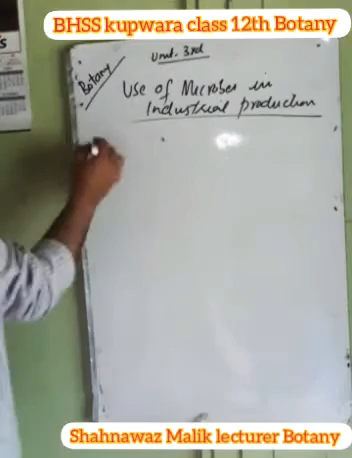 BHSS kupwara class 12th Botany
Unit-3rd
Botany
Use of Microbes in
Industrial production
Shahnawaz Malik lecturer Botany